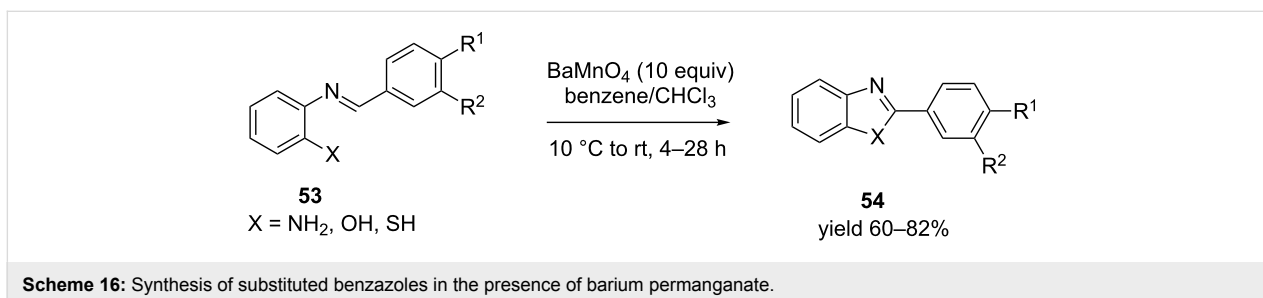 R¹
N
R²
X
53
X = NH₂, OH, SH
BaMnO₄ (10 equiv)
benzene/CHCl₃
10 °C to rt, 4–28 h
N
R¹
X
R²
54
yield 60–82%
Scheme 16: Synthesis of substituted benzazoles in the presence of barium permanganate.